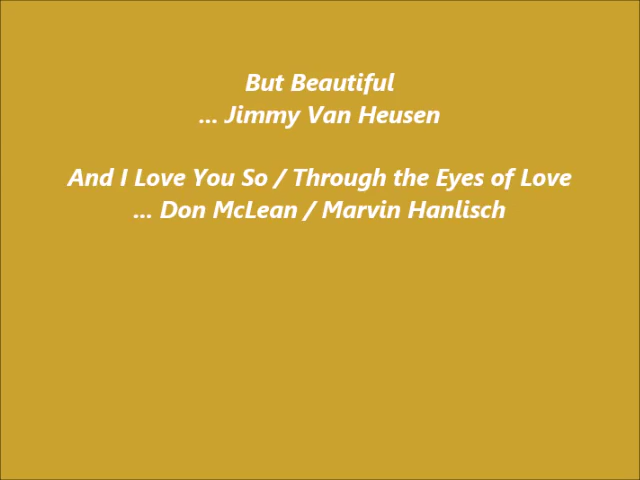 But Beautiful
... Jimmy Van Heusen
And I Love You So / Through the Eyes of Love
... Don McLean / Marvin Hanlisch